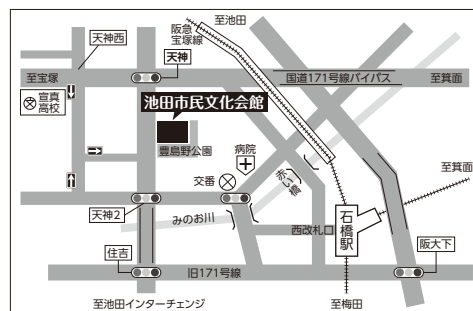 至池田
阪急
宝塚線
天神西
天神
至宝塚
国道171号線バイパス
至箕面
宣真
高校
池田市民文化会館
豊島野公園
病院
赤い橋
至箕面
交番
天神2
みのお川
西改札口
石橋駅
住吉
旧171号線
阪大下
至池田インターチェンジ
至梅田